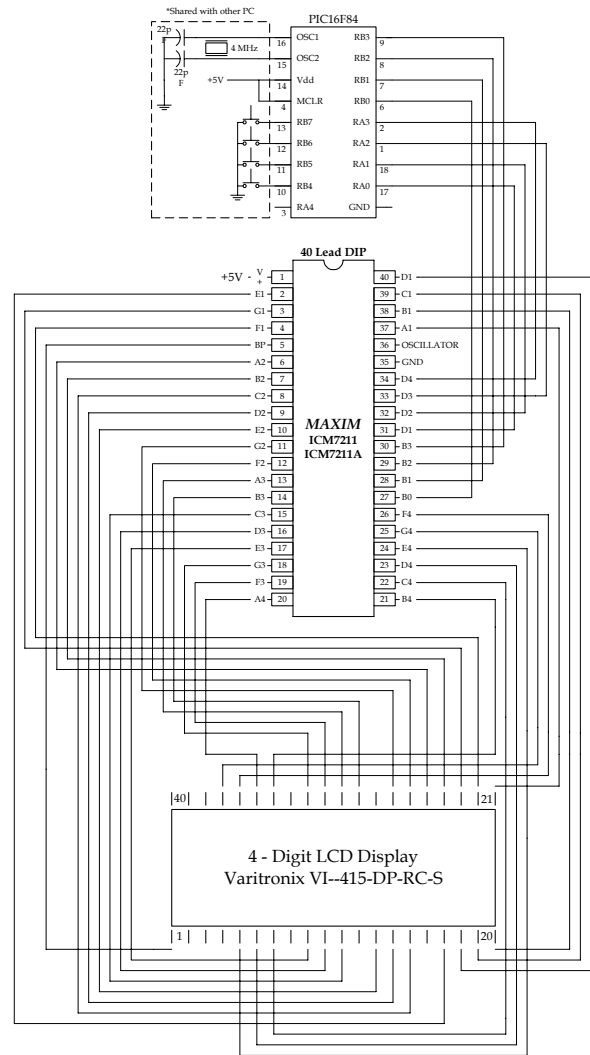 *Shared with other PC
PIC16F84
22p
F
4 MHz
22p
F
+5V
16 OSC1 RB3 9
15 OSC2 RB2 8
14 Vdd RB1 7
4 MCLR RB0 6
13 RB7 RA3 2
12 RB6 RA2 1
11 RB5 RA1 18
10 RB4 RA0 17
3 RA4 GND
40 Lead DIP
+5V - V + 1 40 D1
E1 2 39 C1
G1 3 38 B1
F1 4 37 A1
BP 5 36 OSCILLATOR
A2 6 35 GND
B2 7 34 D4
C2 8 33 D3
D2 9 32 D2
E2 10 31 D1
G2 11 30 B3
F2 12 29 B2
A3 13 28 B1
B3 14 27 B0
C3 15 26 F4
D3 16 25 G4
E3 17 24 E4
G3 18 23 D4
F3 19 22 C4
A4 20 21 B4
MAXIM
ICM7211
ICM7211A
40 21
4 - Digit LCD Display
Varitronix VI--415-DP-RC-S
1 20